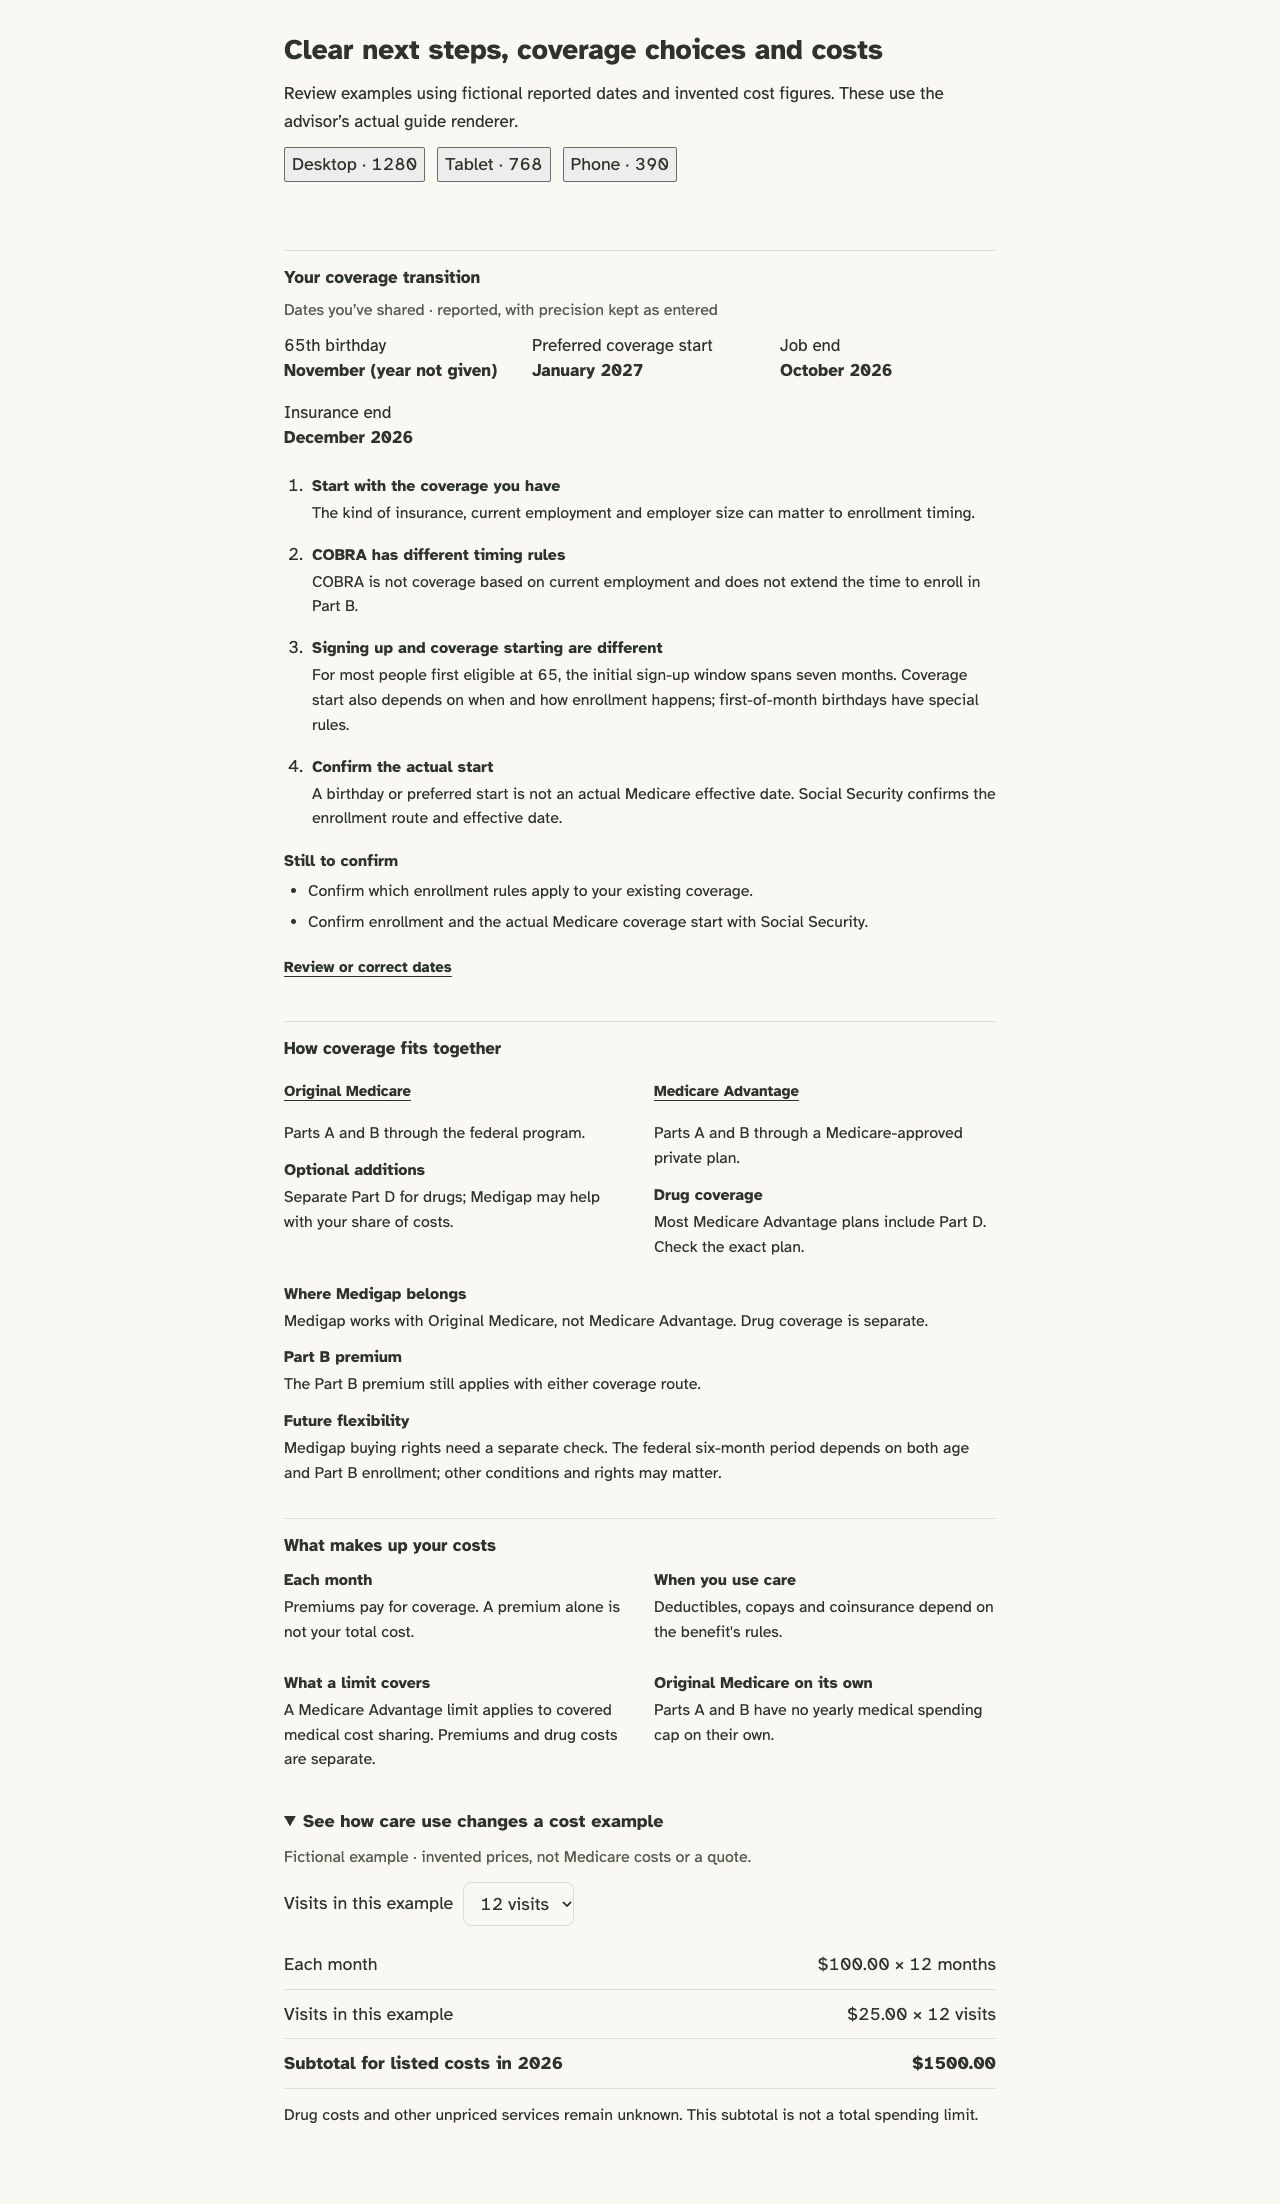 Clear next steps, coverage choices and costs
Review examples using fictional reported dates and invented cost figures. These use the
advisor’s actual guide renderer.
Desktop · 1280 Tablet · 768 Phone · 390
Your coverage transition
Dates you’ve shared · reported, with precision kept as entered
65th birthday
November (year not given)
Preferred coverage start
January 2027
Job end
October 2026
Insurance end
December 2026
1. Start with the coverage you have
The kind of insurance, current employment and employer size can matter to enrollment timing.
2. COBRA has different timing rules
COBRA is not coverage based on current employment and does not extend the time to enroll in
Part B.
3. Signing up and coverage starting are different
For most people first eligible at 65, the initial sign-up window spans seven months. Coverage
start also depends on when and how enrollment happens; first-of-month birthdays have special
rules.
4. Confirm the actual start
A birthday or preferred start is not an actual Medicare effective date. Social Security confirms the
enrollment route and effective date.
Still to confirm
• Confirm which enrollment rules apply to your existing coverage.
• Confirm enrollment and the actual Medicare coverage start with Social Security.
Review or correct dates
How coverage fits together
Original Medicare
Parts A and B through the federal program.
Optional additions
Separate Part D for drugs; Medigap may help
with your share of costs.
Medicare Advantage
Parts A and B through a Medicare-approved
private plan.
Drug coverage
Most Medicare Advantage plans include Part D.
Check the exact plan.
Where Medigap belongs
Medigap works with Original Medicare, not Medicare Advantage. Drug coverage is separate.
Part B premium
The Part B premium still applies with either coverage route.
Future flexibility
Medigap buying rights need a separate check. The federal six-month period depends on both age
and Part B enrollment; other conditions and rights may matter.
What makes up your costs
Each month
Premiums pay for coverage. A premium alone is
not your total cost.
When you use care
Deductibles, copays and coinsurance depend on
the benefit's rules.
What a limit covers
A Medicare Advantage limit applies to covered
medical cost sharing. Premiums and drug costs
are separate.
Original Medicare on its own
Parts A and B have no yearly medical spending
cap on their own.
▼ See how care use changes a cost example
Fictional example · invented prices, not Medicare costs or a quote.
Visits in this example 12 visits
Each month $100.00 × 12 months
Visits in this example $25.00 × 12 visits
Subtotal for listed costs in 2026 $1500.00
Drug costs and other unpriced services remain unknown. This subtotal is not a total spending limit.